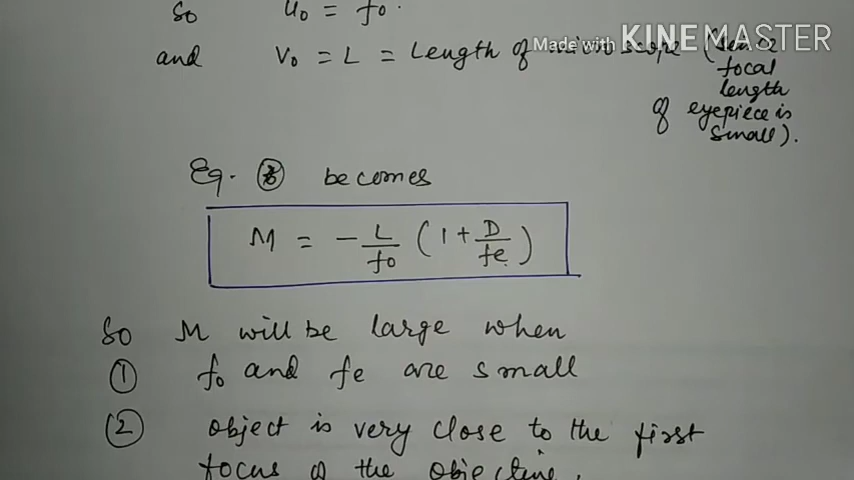 so u₀ = f₀.
and v₀ = L = Length of microscope (since
focal
length
of eyepiece is
small).
Made with KINEMASTER
Eq. becomes
M = - L/f₀ (1 + D/fe)
So M will be large when
① f₀ and fe are small
② object is very close to the first
focus of the objective.